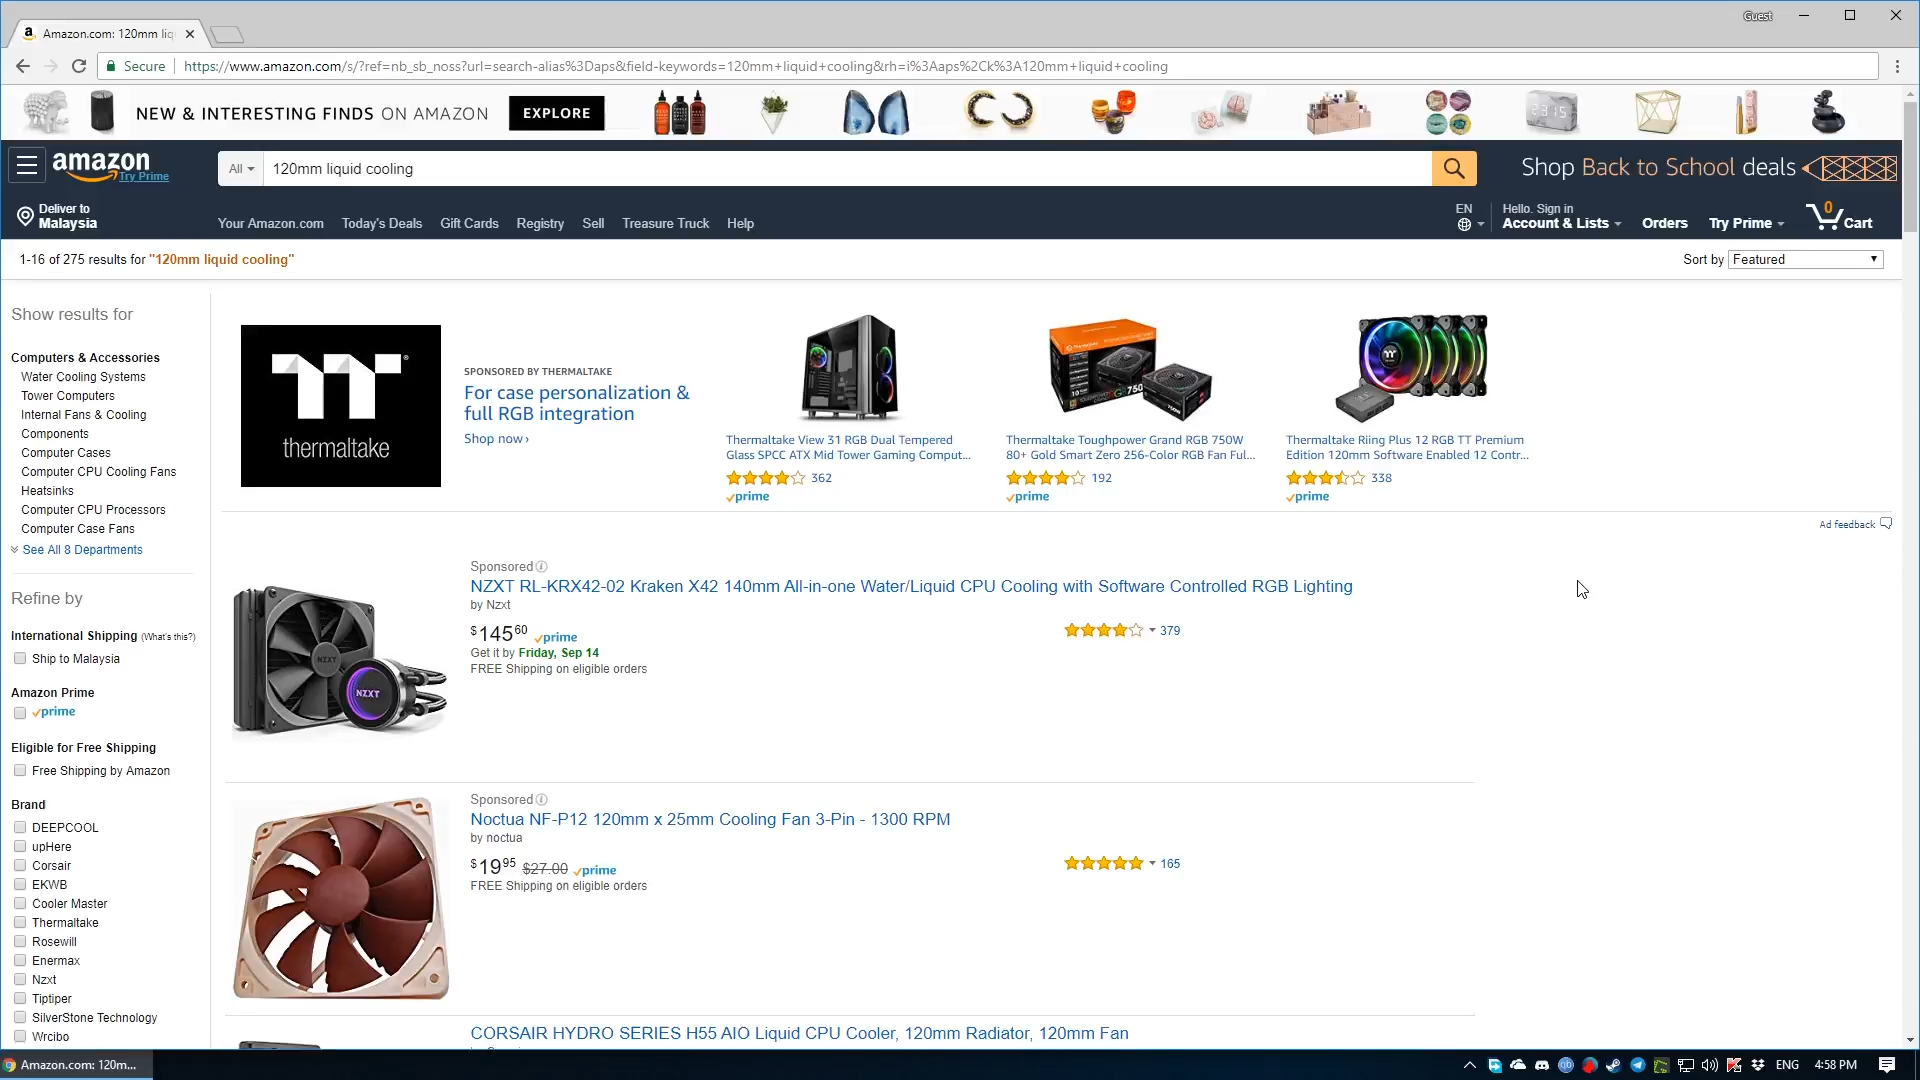 Guest
Amazon.com: 120mm liq
Secure
https://www.amazon.com/s/?ref=nb_sb_noss?url=search-alias%3Daps&field-keywords=120mm+liquid+cooling&rh=i%3Aaps%2Ck%3A120mm+liquid+cooling
NEW & INTERESTING FINDS ON AMAZON
EXPLORE
amazon
Try Prime
All
120mm liquid cooling
Shop Back to School deals
Deliver to
Malaysia
Your Amazon.com
Today's Deals
Gift Cards
Registry
Sell
Treasure Truck
Help
EN
Hello. Sign in
Account & Lists
Orders
Try Prime
0
Cart
1-16 of 275 results for "120mm liquid cooling"
Sort by
Featured
Show results for
Computers & Accessories
Water Cooling Systems
Tower Computers
Internal Fans & Cooling
Components
Computer Cases
Computer CPU Cooling Fans
Heatsinks
Computer CPU Processors
Computer Case Fans
See All 8 Departments
Refine by
International Shipping (What's this?)
Ship to Malaysia
Amazon Prime
prime
Eligible for Free Shipping
Free Shipping by Amazon
Brand
DEEPCOOL
upHere
Corsair
EKWB
Cooler Master
Thermaltake
Rosewill
Enermax
Nzxt
Tiptiper
SilverStone Technology
Wrcibo
thermaltake
SPONSORED BY THERMALTAKE
For case personalization &
full RGB integration
Shop now ›
Thermaltake View 31 RGB Dual Tempered
Glass SPCC ATX Mid Tower Gaming Comput...
362
prime
Thermaltake Toughpower Grand RGB 750W
80+ Gold Smart Zero 256-Color RGB Fan Ful...
192
prime
Thermaltake Riing Plus 12 RGB TT Premium
Edition 120mm Software Enabled 12 Contr...
338
prime
Ad feedback
Sponsored
NZXT RL-KRX42-02 Kraken X42 140mm All-in-one Water/Liquid CPU Cooling with Software Controlled RGB Lighting
by Nzxt
$145 60 prime
379
Get it by Friday, Sep 14
FREE Shipping on eligible orders
NZXT
NZXT
Sponsored
Noctua NF-P12 120mm x 25mm Cooling Fan 3-Pin - 1300 RPM
by noctua
$19 95 $27.00 prime
165
FREE Shipping on eligible orders
CORSAIR HYDRO SERIES H55 AIO Liquid CPU Cooler, 120mm Radiator, 120mm Fan
Amazon.com: 120m...
ENG
4:58 PM